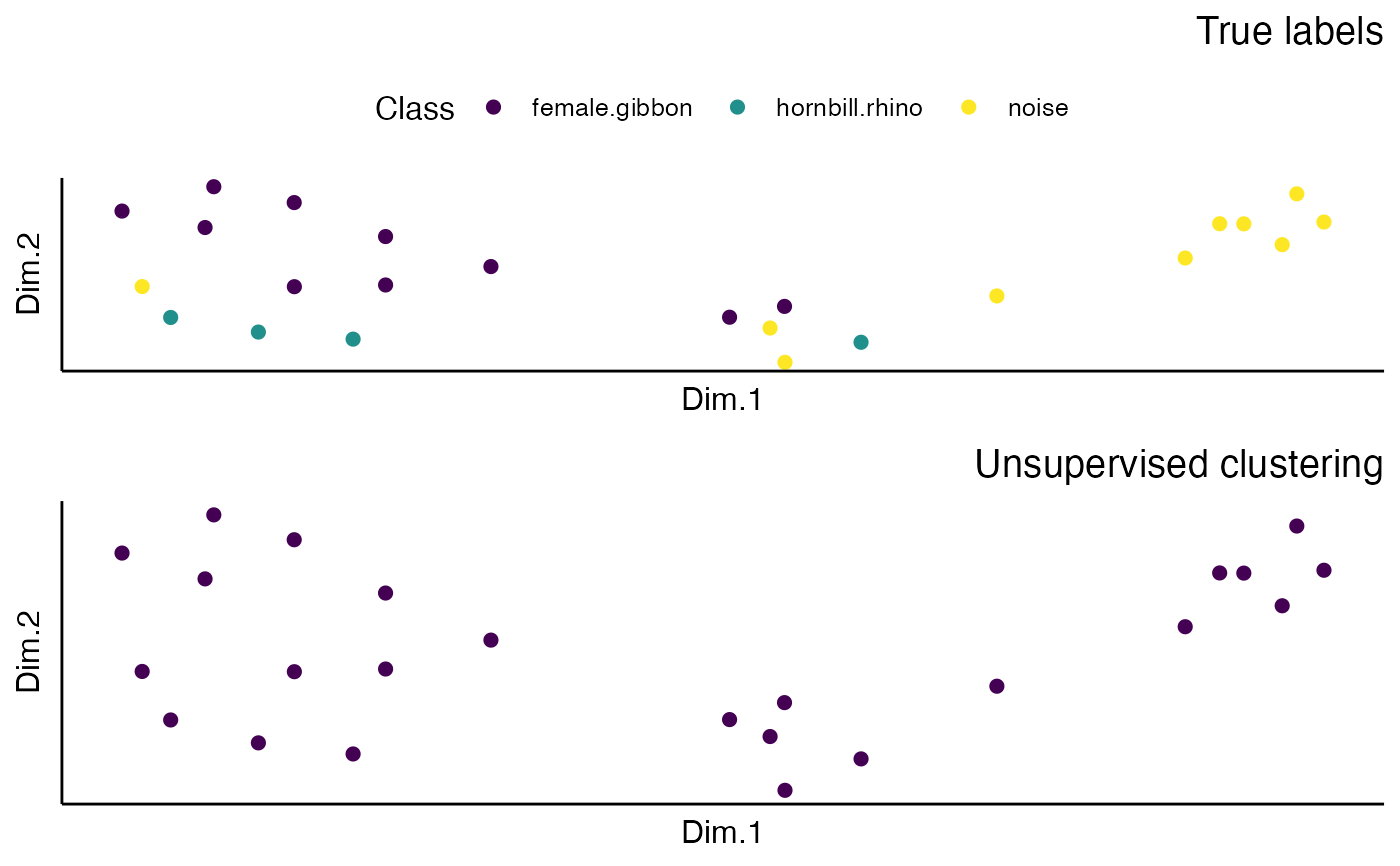 True labels
Class female.gibbon hornbill.rhino noise
Dim.2
Dim.1
Unsupervised clustering
Dim.2
Dim.1